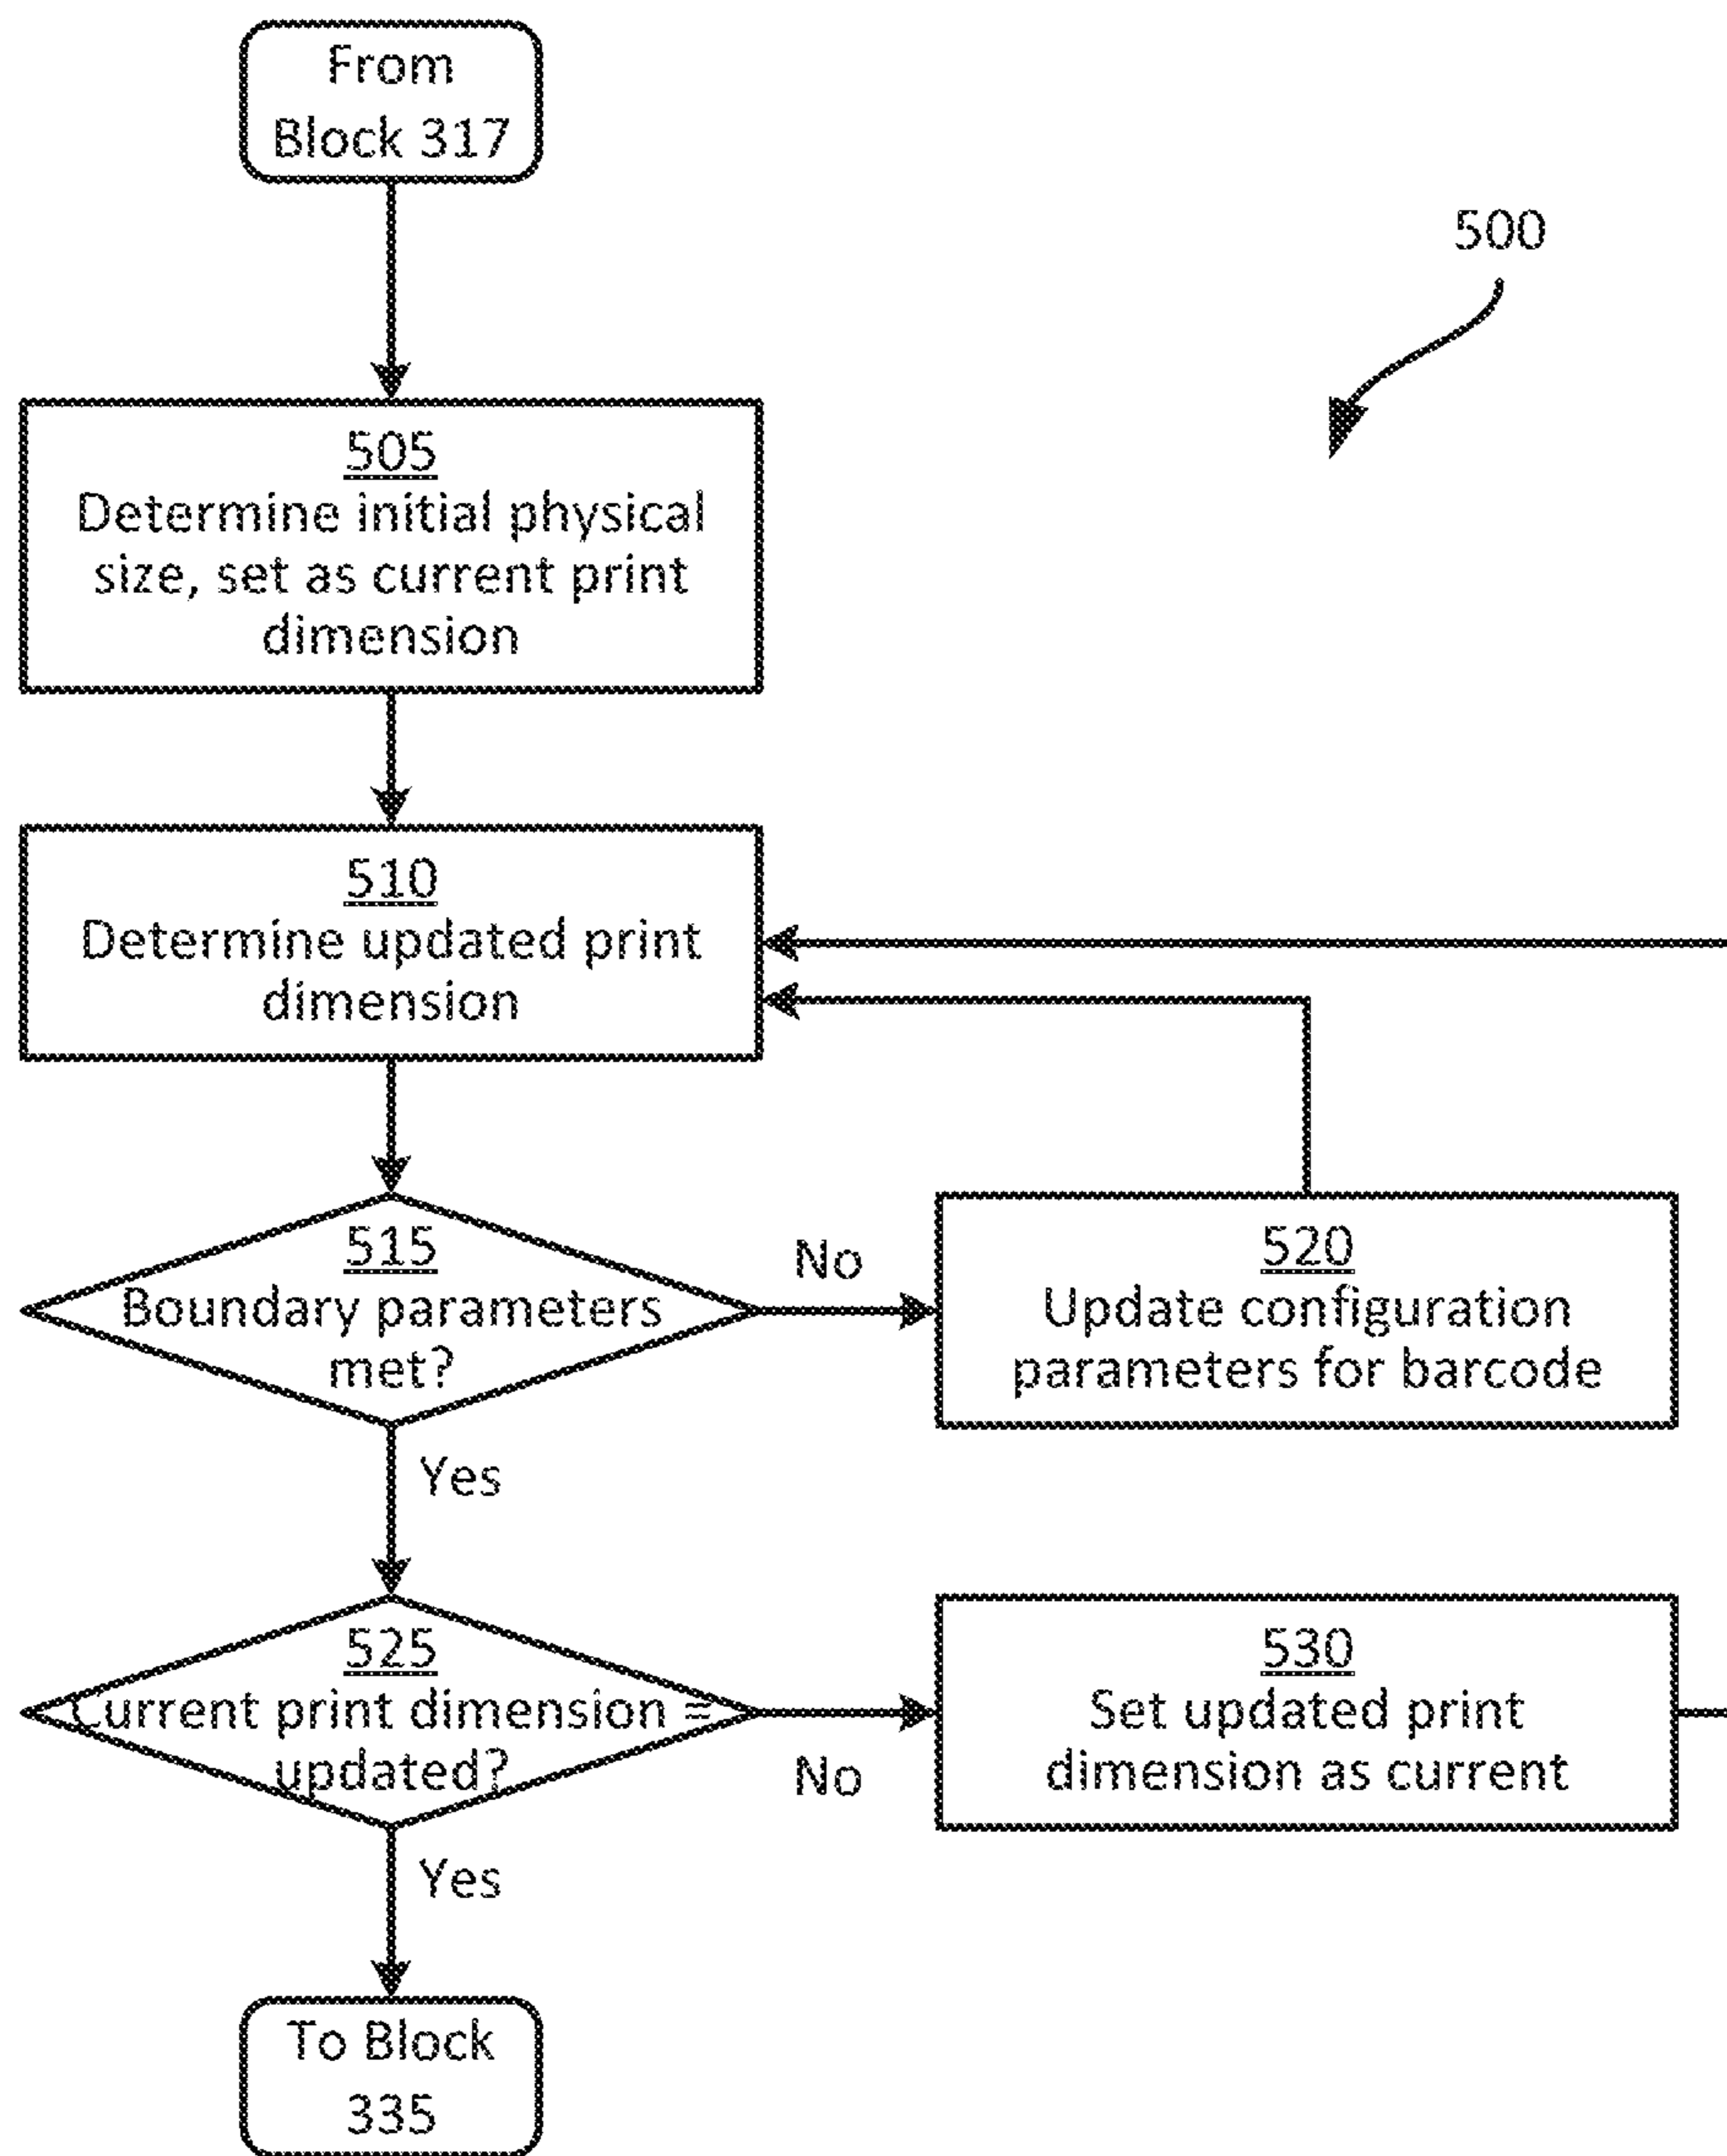 From
Block 317
500
505
Determine initial physical
size, set as current print
dimension
510
Determine updated print
dimension
515
Boundary parameters
met?
No
520
Update configuration
parameters for barcode
Yes
525
Current print dimension =
updated?
No
530
Set updated print
dimension as current
Yes
To Block
335